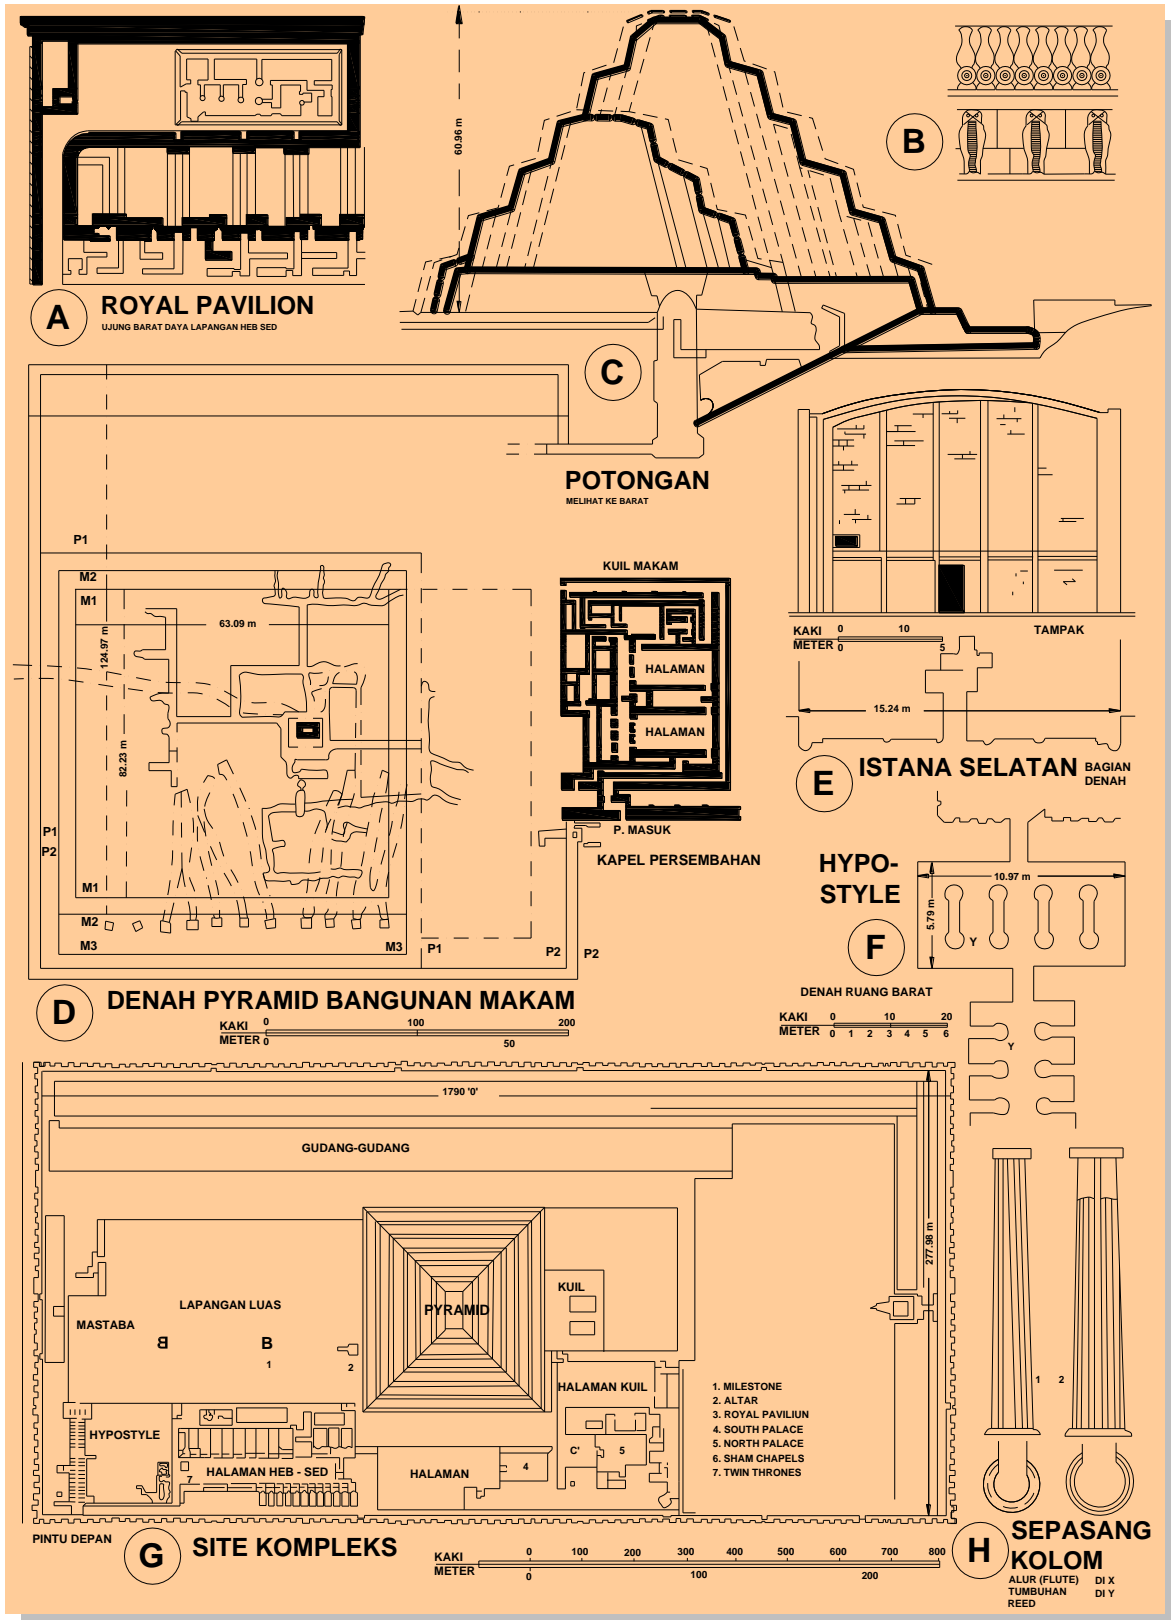 A
ROYAL PAVILION
UJUNG BARAT DAYA LAPANGAN HEB SED
60.96 m
B
C
POTONGAN
MELIHAT KE BARAT
P1
M2
M1
63.09 m
124.97 m
82.23 m
P1
P2
M1
M2
M3
M3
P1
P2
P2
KUIL MAKAM
HALAMAN
HALAMAN
P. MASUK
KAPEL PERSEMBAHAN
KAKI 0 10
METER 0 5
TAMPAK
15.24 m
E
ISTANA SELATAN
BAGIAN
DENAH
HYPO-
STYLE
10.97 m
5.79 m
Y
F
DENAH RUANG BARAT
KAKI 0 10 20
METER 0 1 2 3 4 5 6
Y
D
DENAH PYRAMID BANGUNAN MAKAM
KAKI 0 100 200
METER 0 50
1790 '0'
GUDANG-GUDANG
277.98 m
LAPANGAN LUAS
MASTABA
B
B
1
2
PYRAMID
KUIL
HALAMAN KUIL
HYPOSTYLE
7
HALAMAN HEB - SED
HALAMAN
4
C'
5
1. MILESTONE
2. ALTAR
3. ROYAL PAVILIUN
4. SOUTH PALACE
5. NORTH PALACE
6. SHAM CHAPELS
7. TWIN THRONES
PINTU DEPAN
G
SITE KOMPLEKS
KAKI 0 100 200 300 400 500 600 700 800
METER 0 100 200
1
2
H
SEPASANG
KOLOM
ALUR (FLUTE) DI X
TUMBUHAN DI Y
REED